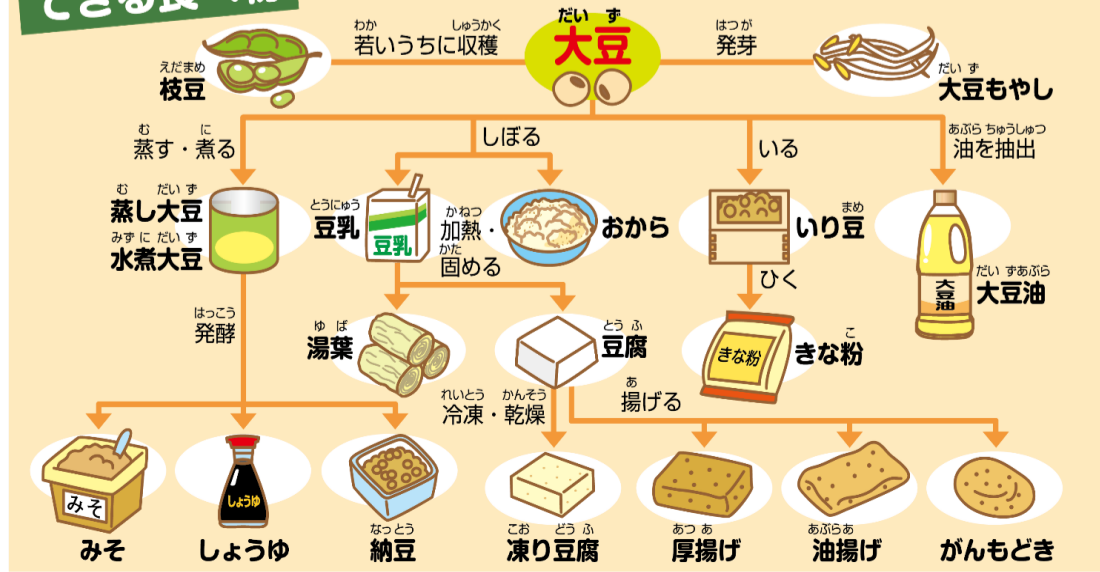 だいず
大豆
わか しゅうかく
若いうちに収穫
はつが
発芽
えだまめ
枝豆
だいず
大豆もやし
む に
蒸す・煮る
しぼる
いる
あぶら ちゅうしゅつ
油を抽出
む だいず
蒸し大豆
みずに だいず
水煮大豆
とうにゅう
豆乳
豆乳
かねつ
加熱・
かた
固める
おから
まめ
いり豆
ひく
大豆油
だいずあぶら
大豆油
はっこう
発酵
ゆば
湯葉
とうふ
豆腐
きな粉
こ
きな粉
れいとう かんそう
冷凍・乾燥
あ
揚げる
みそ
しょうゆ
みそ
しょうゆ
なっとう
納豆
こお どうふ
凍り豆腐
あつ あ
厚揚げ
あぶらあ
油揚げ
がんもどき